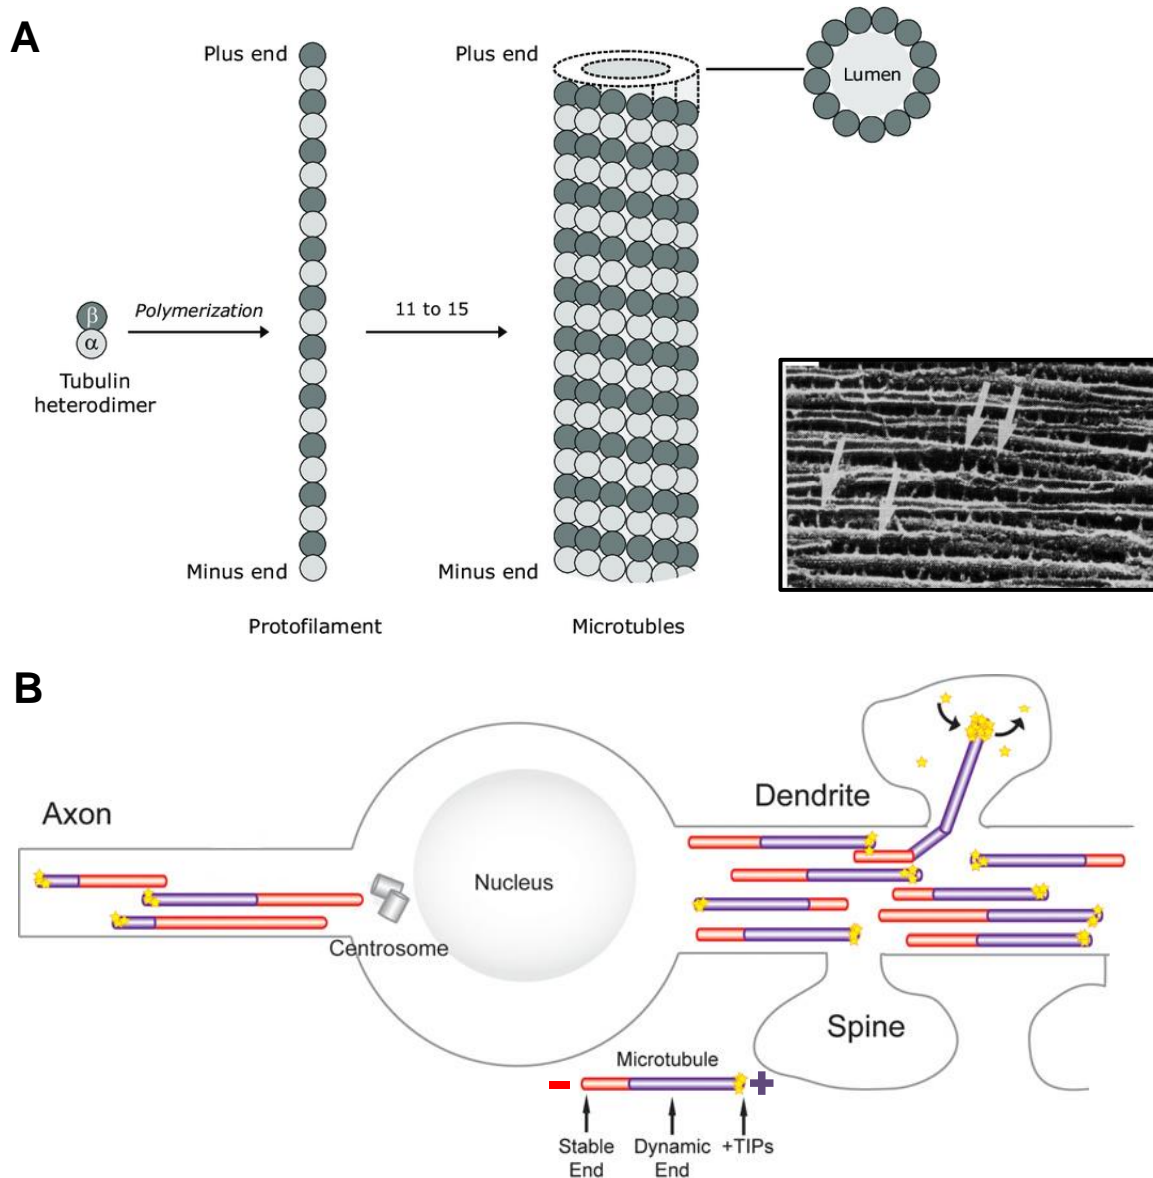 A
Plus end
Plus end
Lumen
β
α
Polymerization
11 to 15
Tubulin
heterodimer
Minus end
Minus end
Protofilament
Microtubles
B
Axon
Dendrite
Nucleus
Centrosome
Spine
Microtubule
- +
Stable
End
Dynamic
End
+TIPs